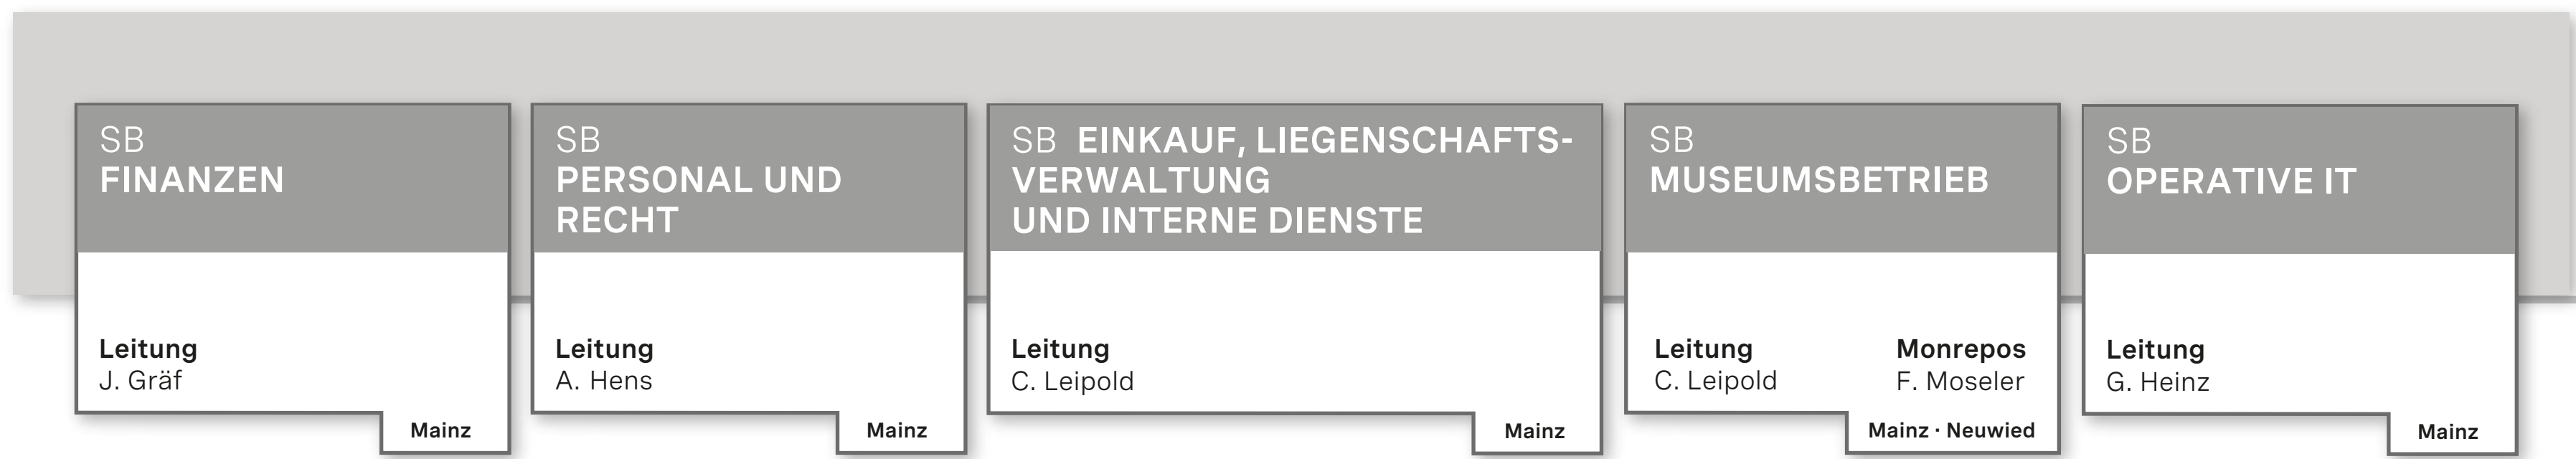 SB
FINANZEN
Leitung
J. Gräf
Mainz
SB
PERSONAL UND
RECHT
Leitung
A. Hens
Mainz
SB EINKAUF, LIEGENSCHAFTS-
VERWALTUNG
UND INTERNE DIENSTE
Leitung
C. Leipold
Mainz
SB
MUSEUMSBETRIEB
Leitung
C. Leipold
Monrepos
F. Moseler
Mainz · Neuwied
SB
OPERATIVE IT
Leitung
G. Heinz
Mainz